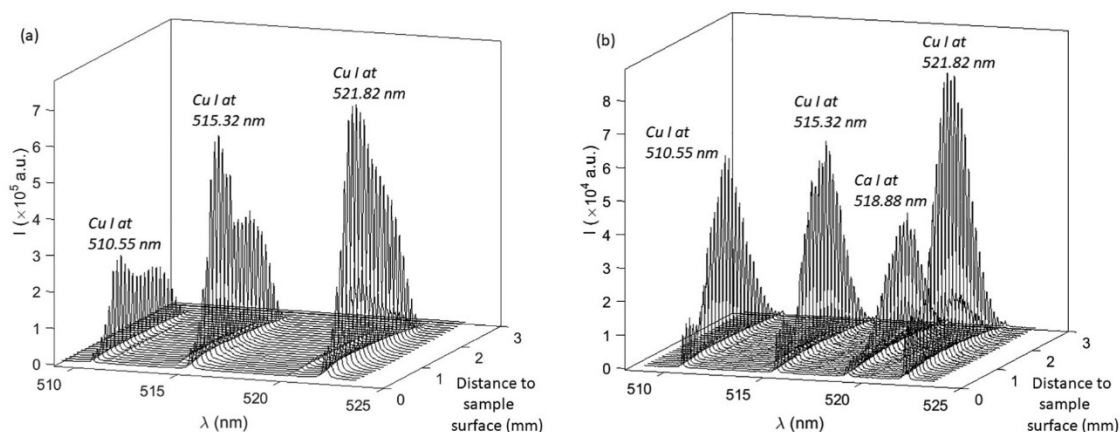 (a)
Cu I at
510.55 nm
Cu I at
515.32 nm
Cu I at
521.82 nm
I (×10⁵ a.u.)
7
6
5
4
3
2
1
0
510
515
520
525
λ (nm)
0
1
2
3
Distance to
sample
surface (mm)
(b)
Cu I at
510.55 nm
Cu I at
515.32 nm
Ca I at
518.88 nm
Cu I at
521.82 nm
I (×10⁴ a.u.)
8
7
6
5
4
3
2
1
0
510
515
520
525
λ (nm)
0
1
2
3
Distance to
sample
surface (mm)